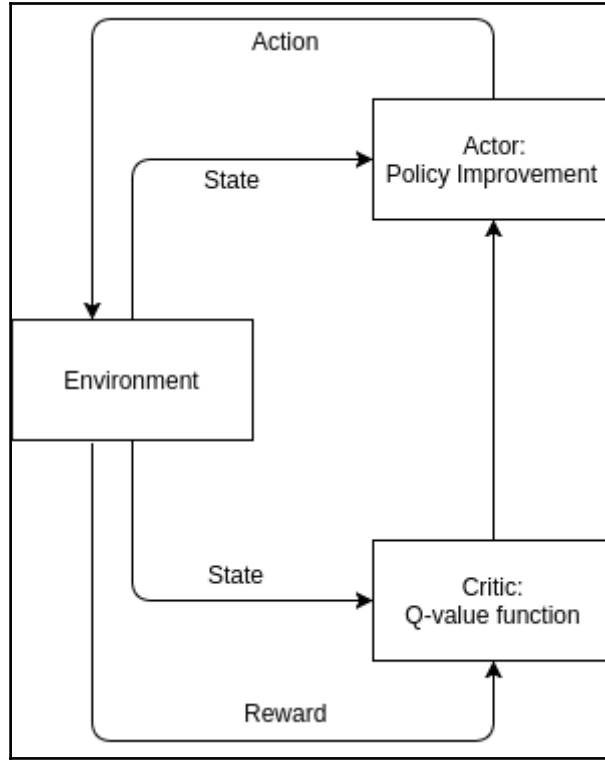 Action
Actor:
Policy Improvement
State
Environment
State
Critic:
Q-value function
Reward